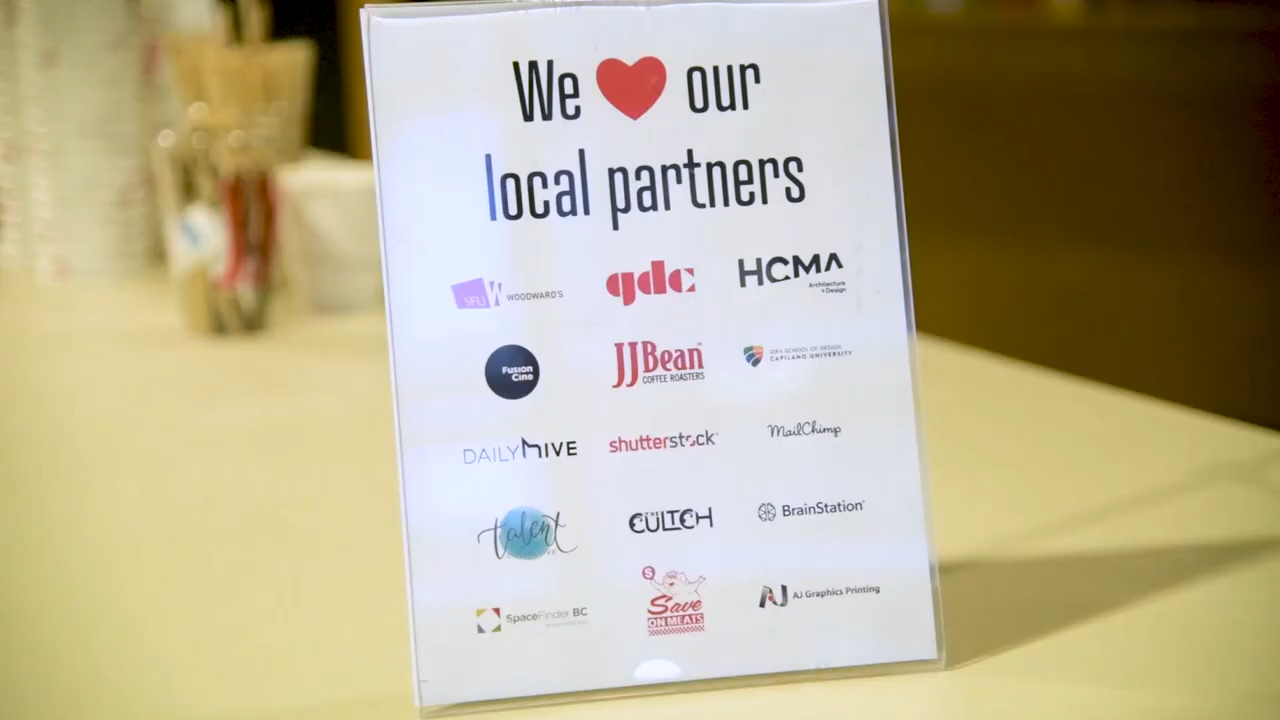 We ❤ our
local partners
SFU W WOODWARD'S
gdc
HCMA
Architecture
+ Design
Fusion
Cine
JJBean
COFFEE ROASTERS
IDEA SCHOOL OF DESIGN
CAPILANO UNIVERSITY
DAILY HIVE
shutterstock
MailChimp
talent
THE
CULTCH
BrainStation
SpaceFinder BC
S
Save
ON MEATS
AJ Graphics Printing